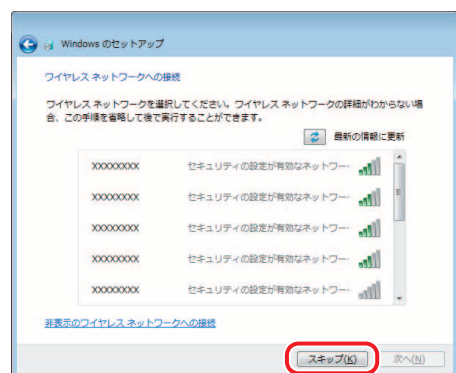 Windows のセットアップ
ワイヤレス ネットワークへの接続
ワイヤレス ネットワークを選択してください。ワイヤレス ネットワークの詳細がわからない場
合、この手順を省略して後で実行することができます。
最新の情報に更新
XXXXXXXX セキュリティの設定が有効なネットワー
XXXXXXXX セキュリティの設定が有効なネットワー
XXXXXXXX セキュリティの設定が有効なネットワー
XXXXXXXX セキュリティの設定が有効なネットワー
XXXXXXXX セキュリティの設定が有効なネットワー
非表示のワイヤレス ネットワークへの接続
スキップ(K) 次へ(N)